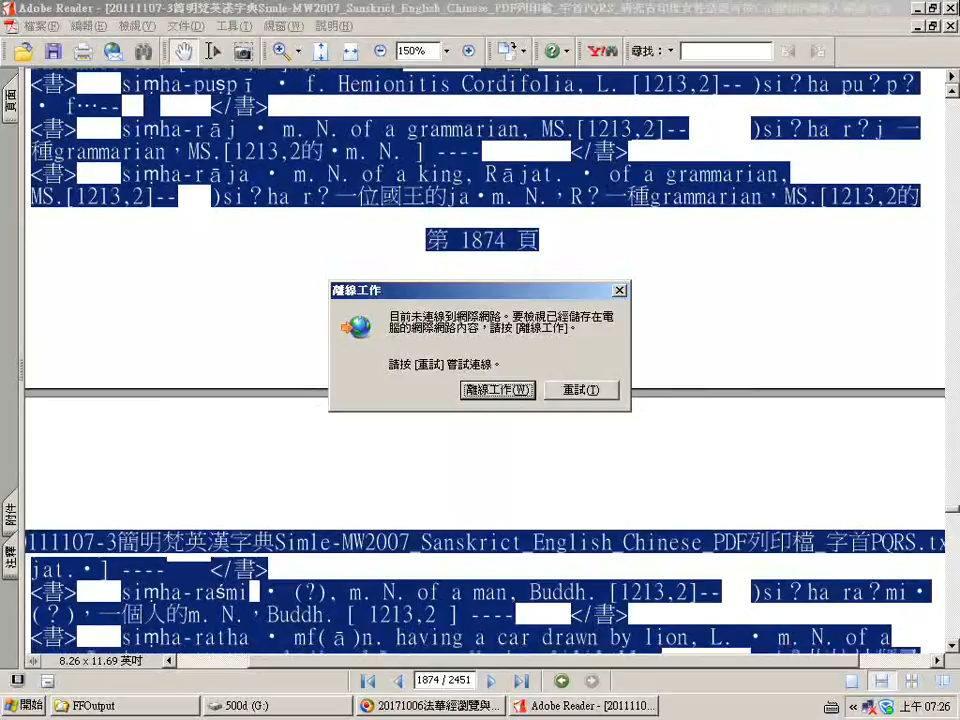 Adobe Reader - [20111107-3簡明梵英漢字典Simle-MW2007_Sanskrict_English_Chinese_PDF列印檔_字首PQRS
檔案(F) 編輯(E) 檢視(V) 文件(D) 工具(T) 視窗(W) 說明(H)
150% 尋找：
<書> siṃha-puṣpī • f. Hemionitis Cordifolia, L. [1213,2]-- )si？ha pu？p？
• f…-- </書>
<書> siṃha-rāj • m. N. of a grammarian, MS.[1213,2]-- )si？ha r？j 一
種grammarian，MS.[1213,2的•m. N. ] ---- </書>
<書> siṃha-rāja • m. N. of a king, Rājat. • of a grammarian,
MS.[1213,2]-- )si？ha r？一位國王的ja•m. N.，R？一種grammarian，MS.[1213,2的
第 1874 頁
離線工作
目前未連線到網際網路。要檢視已經儲存在電
腦的網際網路內容，請按 [離線工作]。
請按 [重試] 嘗試連線。
離線工作(W) 重試(T)
頁面
附件
注釋
111107-3簡明梵英漢字典Simle-MW2007_Sanskrict_English_Chinese_PDF列印檔_字首PQRS.tx
jat.•] ---- </書>
<書> siṃha-raśmi • (?), m. N. of a man, Buddh. [1213,2]-- )si？ha ra？mi•
(？)，一個人的m. N.，Buddh. [ 1213,2 ] ---- </書>
<書> siṃha-ratha • mf(ā)n. having a car drawn by lion, L. • m. N. of a
8.26 x 11.69 英吋
1874 / 2451
開始 FFOutput 500d (G:) 20171006法華經瀏覽與... Adobe Reader - [2011110... 上午 07:26